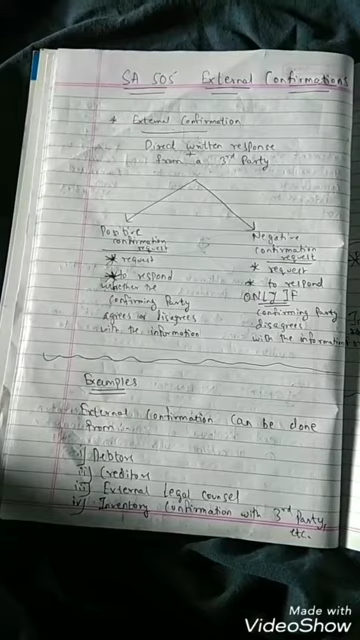 SA 505 External Confirmations
* External Confirmation
Direct written response
from a 3rd Party
Positive
confirmation
request
* request
* to respond
whether the
confirming Party
agrees or disagrees
with the information
Negative
confirmation
request
* request
* to respond
ONLY IF
confirming Party
disagrees
with the information
Examples
External Confirmation can be done
from
i) Debtors
ii) Creditors
iii) External Legal counsel
iv) Inventory confirmation with 3rd Party,
etc.
Made with
VideoShow